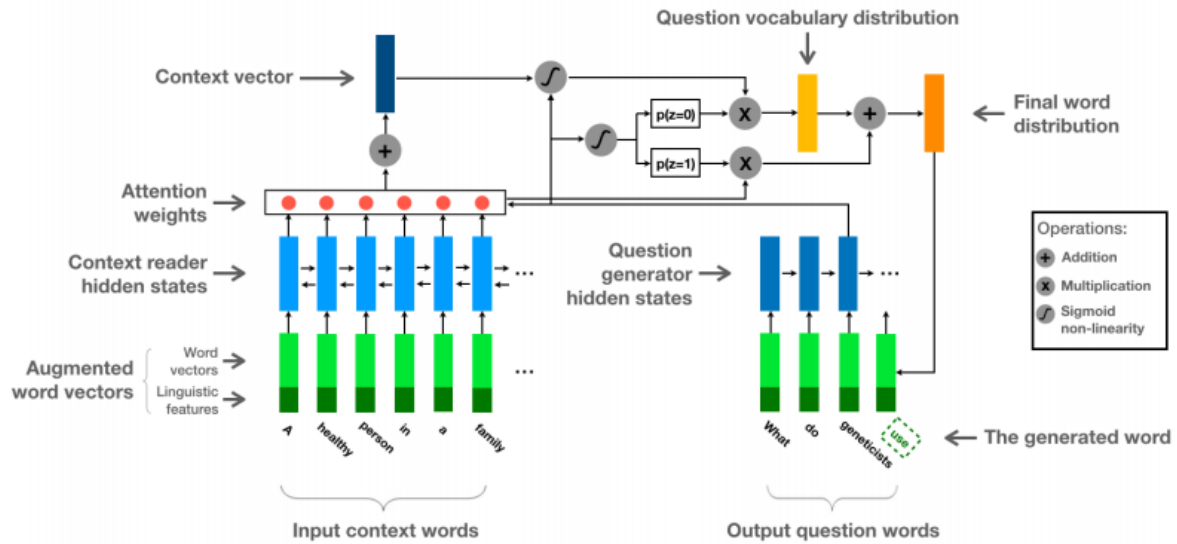 Question vocabulary distribution
Context vector
∫
p(z=0)
X
+
Final word
distribution
∫
+
p(z=1)
X
Attention
weights
Context reader
hidden states
...
Question
generator
hidden states
...
Operations:
+ Addition
X Multiplication
∫ Sigmoid
non-linearity
Augmented
word vectors
Word
vectors
Linguistic
features
...
A
healthy
person
in
a
family
What
do
geneticists
use
The generated word
Input context words
Output question words